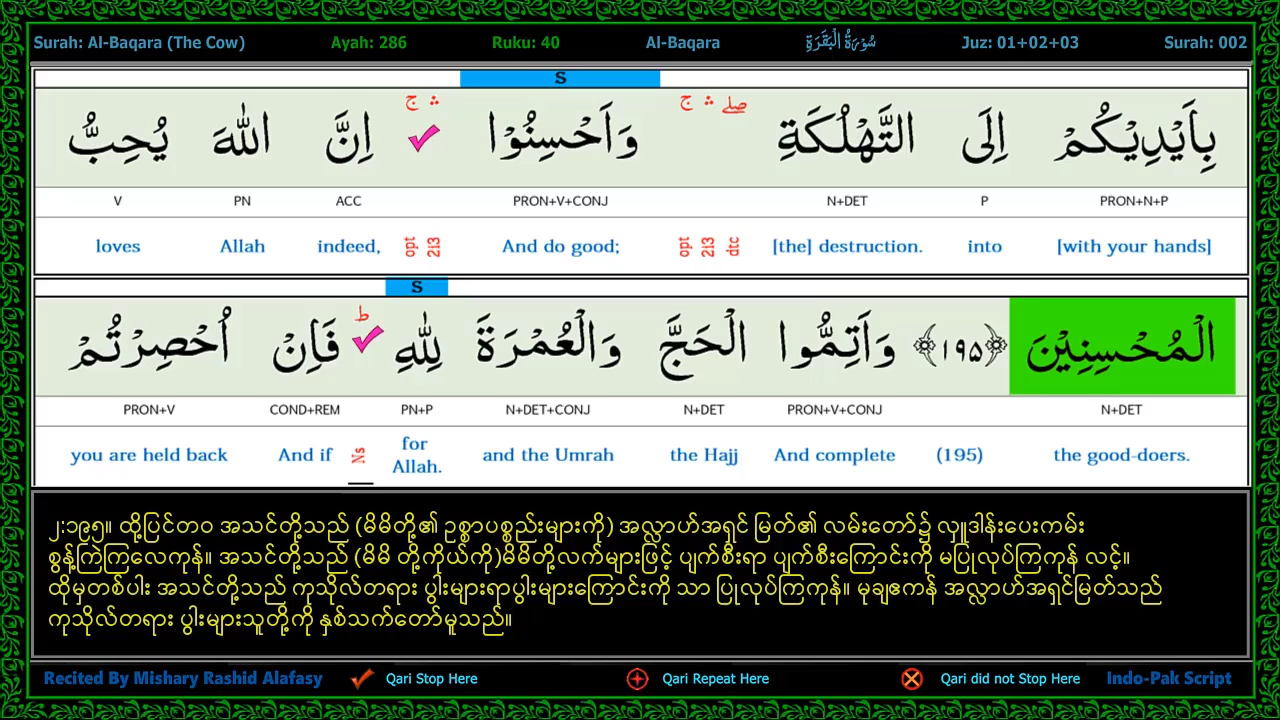 Surah: Al-Baqara (The Cow) Ayah: 286 Ruku: 40 Al-Baqara سُوْرَةُ الْبَقَرَةِ Juz: 01+02+03 Surah: 002
S
بِاَيْدِيْكُمْ اِلَى التَّهْلُكَةِ ۛۖۚ وَاَحْسِنُوْا ۛۚ اِنَّ اللّٰهَ يُحِبُّ
V PN ACC PRON+V+CONJ N+DET P PRON+N+P
loves Allah indeed, opt 2i3 And do good; opt 2i3 dtc [the] destruction. into [with your hands]
S
الْمُحْسِنِيْنَ ﴿۱۹۵﴾ وَاَتِمُّوا الْحَجَّ وَالْعُمْرَةَ لِلّٰهِ ؕ فَاِنْ اُحْصِرْتُمْ
PRON+V COND+REM PN+P N+DET+CONJ N+DET PRON+V+CONJ N+DET
you are held back And if Ns for Allah. and the Umrah the Hajj And complete (195) the good-doers.
၂:၁၉၅။ ထို့ပြင်တဝ အသင်တို့သည် (မိမိတို့၏ ဥစ္စာပစ္စည်းများကို) အလ္လာဟ်အရှင် မြတ်၏ လမ်းတော်၌ လှူဒါန်းပေးကမ်း
စွန့်ကြဲကြလေကုန်။ အသင်တို့သည် (မိမိ တို့ကိုယ်ကို)မိမိတို့လက်များဖြင့် ပျက်စီးရာ ပျက်စီးကြောင်းကို မပြုလုပ်ကြကုန် လင့်။
ထိုမှတစ်ပါး အသင်တို့သည် ကုသိုလ်တရား ပွါးများရာပွါးများကြောင်းကို သာ ပြုလုပ်ကြကုန်။ မုချဧကန် အလ္လာဟ်အရှင်မြတ်သည်
ကုသိုလ်တရား ပွါးများသူတို့ကို နှစ်သက်တော်မူသည်။
Recited By Mishary Rashid Alafasy Qari Stop Here Qari Repeat Here Qari did not Stop Here Indo-Pak Script